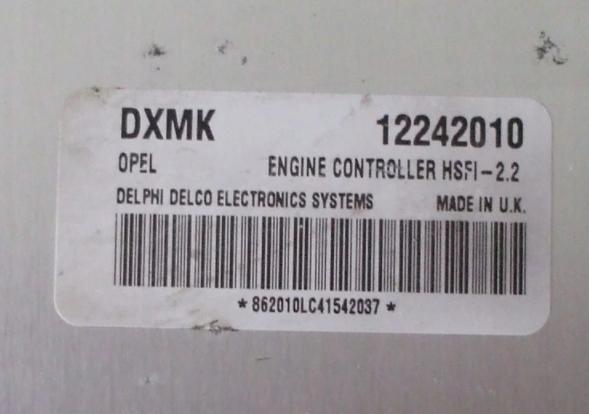 DXMK 12242010
OPEL ENGINE CONTROLLER HSFI-2.2
DELPHI DELCO ELECTRONICS SYSTEMS MADE IN U.K.
*862010LC41542037*